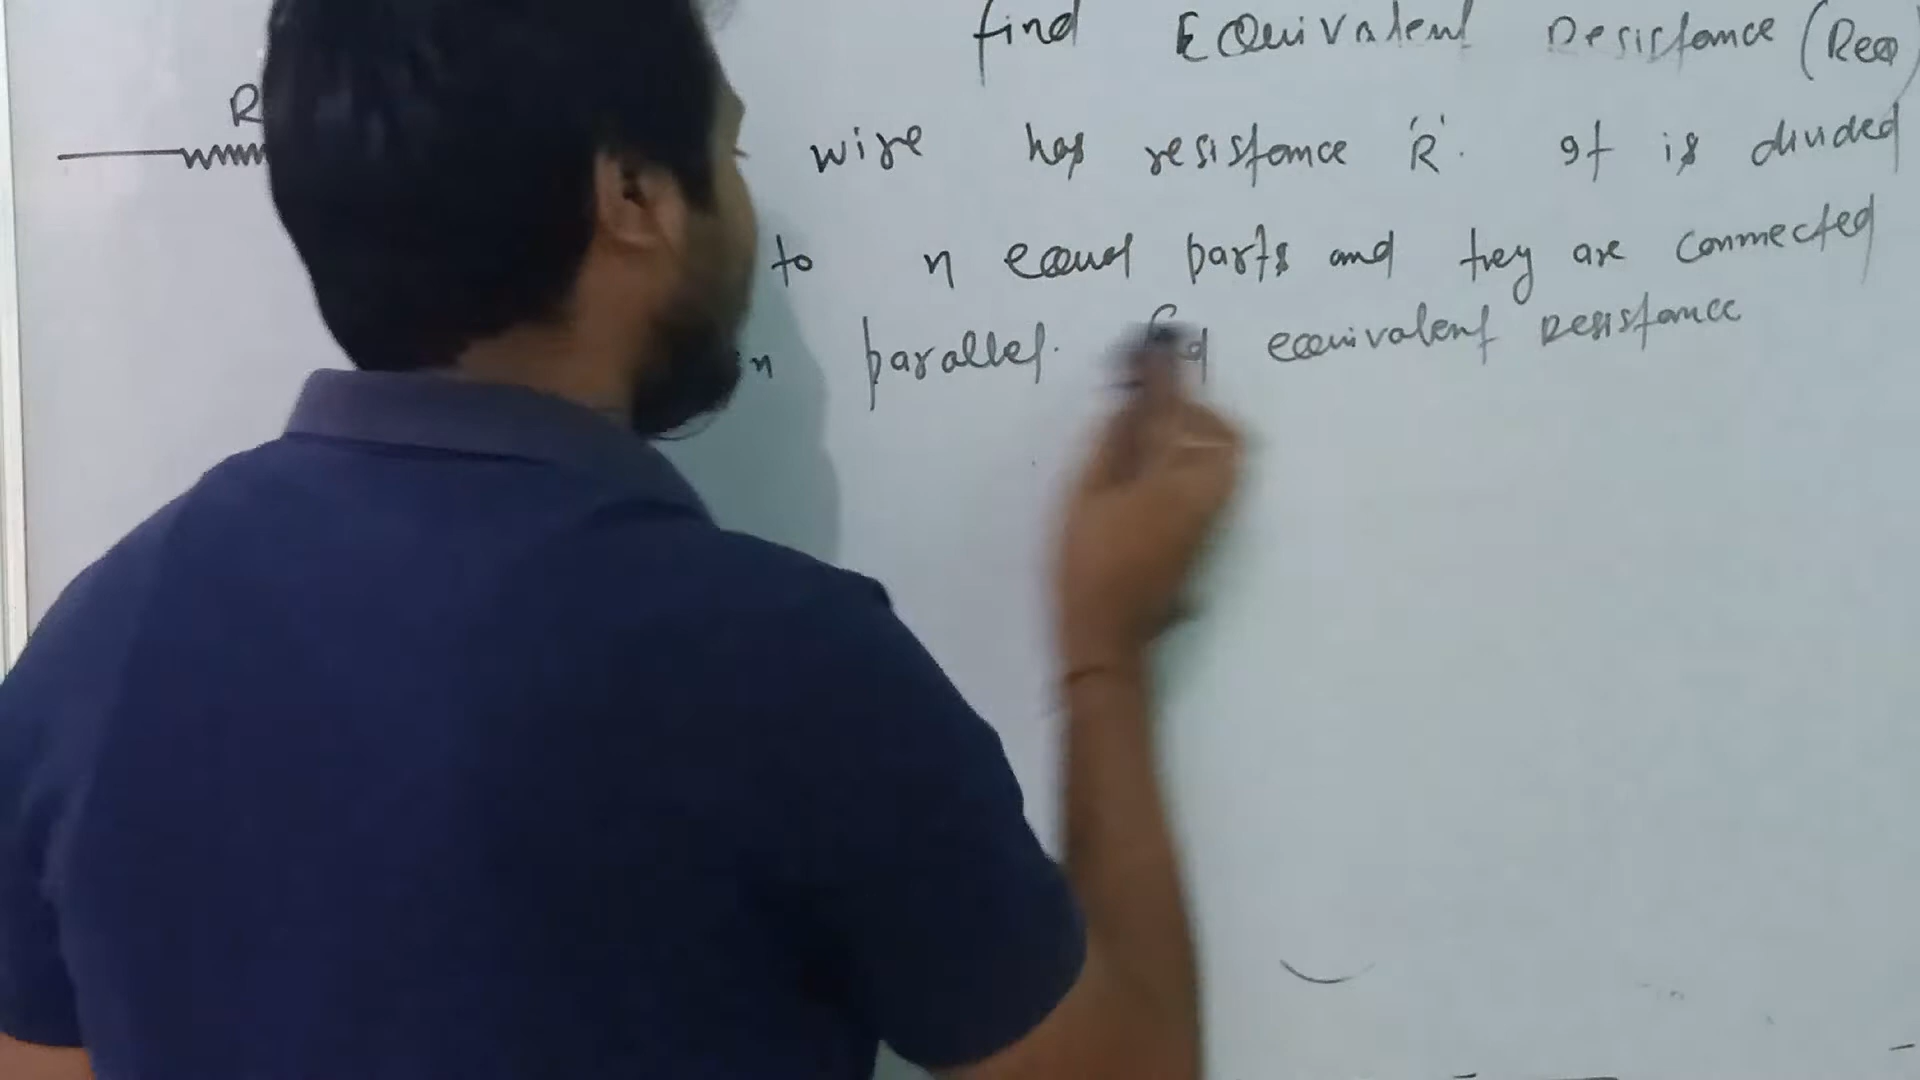 find Equivalent Resistance (Req)
R
wire has resistance 'R'. It is divided
to n equal parts and they are connected
in parallel. find equivalent Resistance